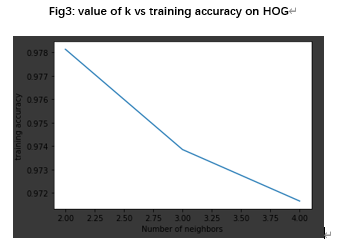 Fig3: value of k vs training accuracy on HOG
0.978
0.977
0.976
0.975
0.974
0.973
0.972
training accuracy
2.00 2.25 2.50 2.75 3.00 3.25 3.50 3.75 4.00
Number of neighbors